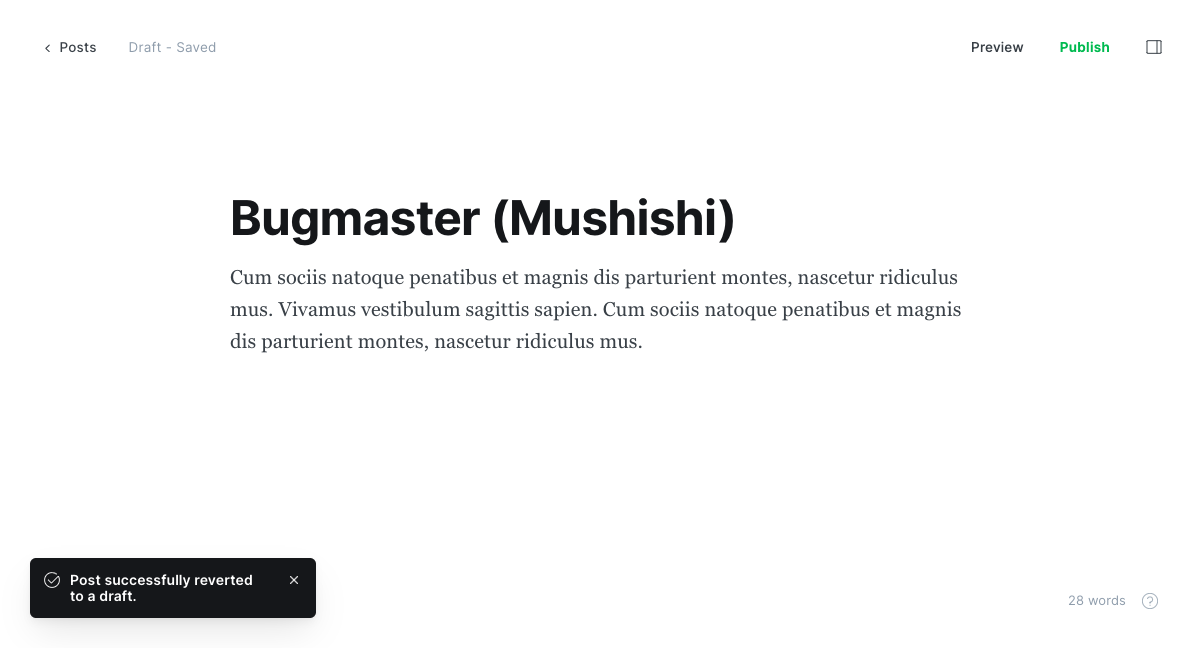 Posts
Draft - Saved
Preview
Publish
Bugmaster (Mushishi)
Cum sociis natoque penatibus et magnis dis parturient montes, nascetur ridiculus
mus. Vivamus vestibulum sagittis sapien. Cum sociis natoque penatibus et magnis
dis parturient montes, nascetur ridiculus mus.
Post successfully reverted
to a draft.
28 words